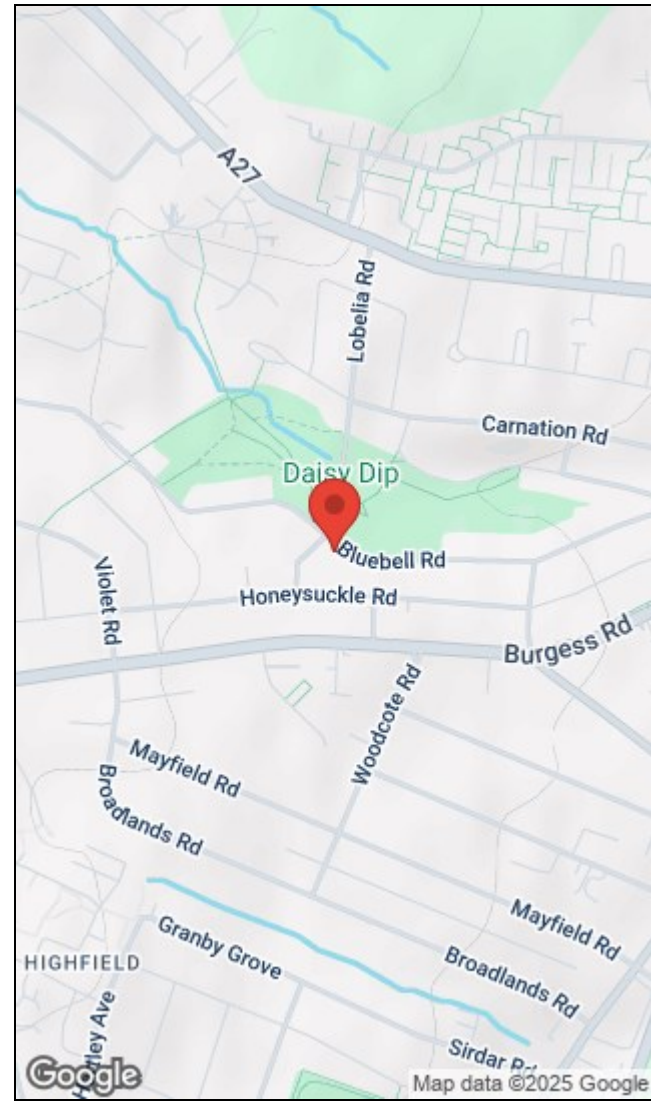 A27
Lobelia Rd
Carnation Rd
Daisy Dip
Bluebell Rd
Violet Rd
Honeysuckle Rd
Burgess Rd
Woodcote Rd
Mayfield Rd
Broadlands Rd
Mayfield Rd
Granby Grove
Broadlands Rd
HIGHFIELD
Sirdar Rd
Google
Map data ©2025 Google